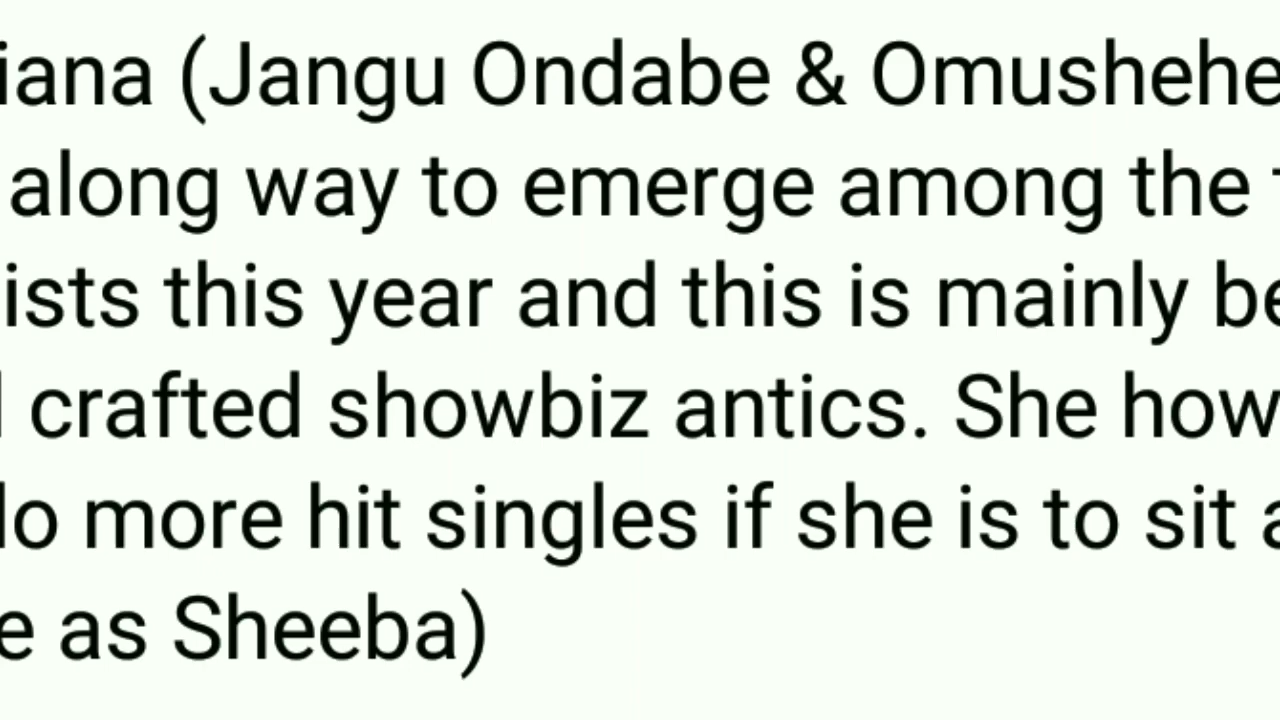 iana (Jangu Ondabe & Omushehe
along way to emerge among the
ists this year and this is mainly be
crafted showbiz antics. She how
lo more hit singles if she is to sit a
e as Sheeba)